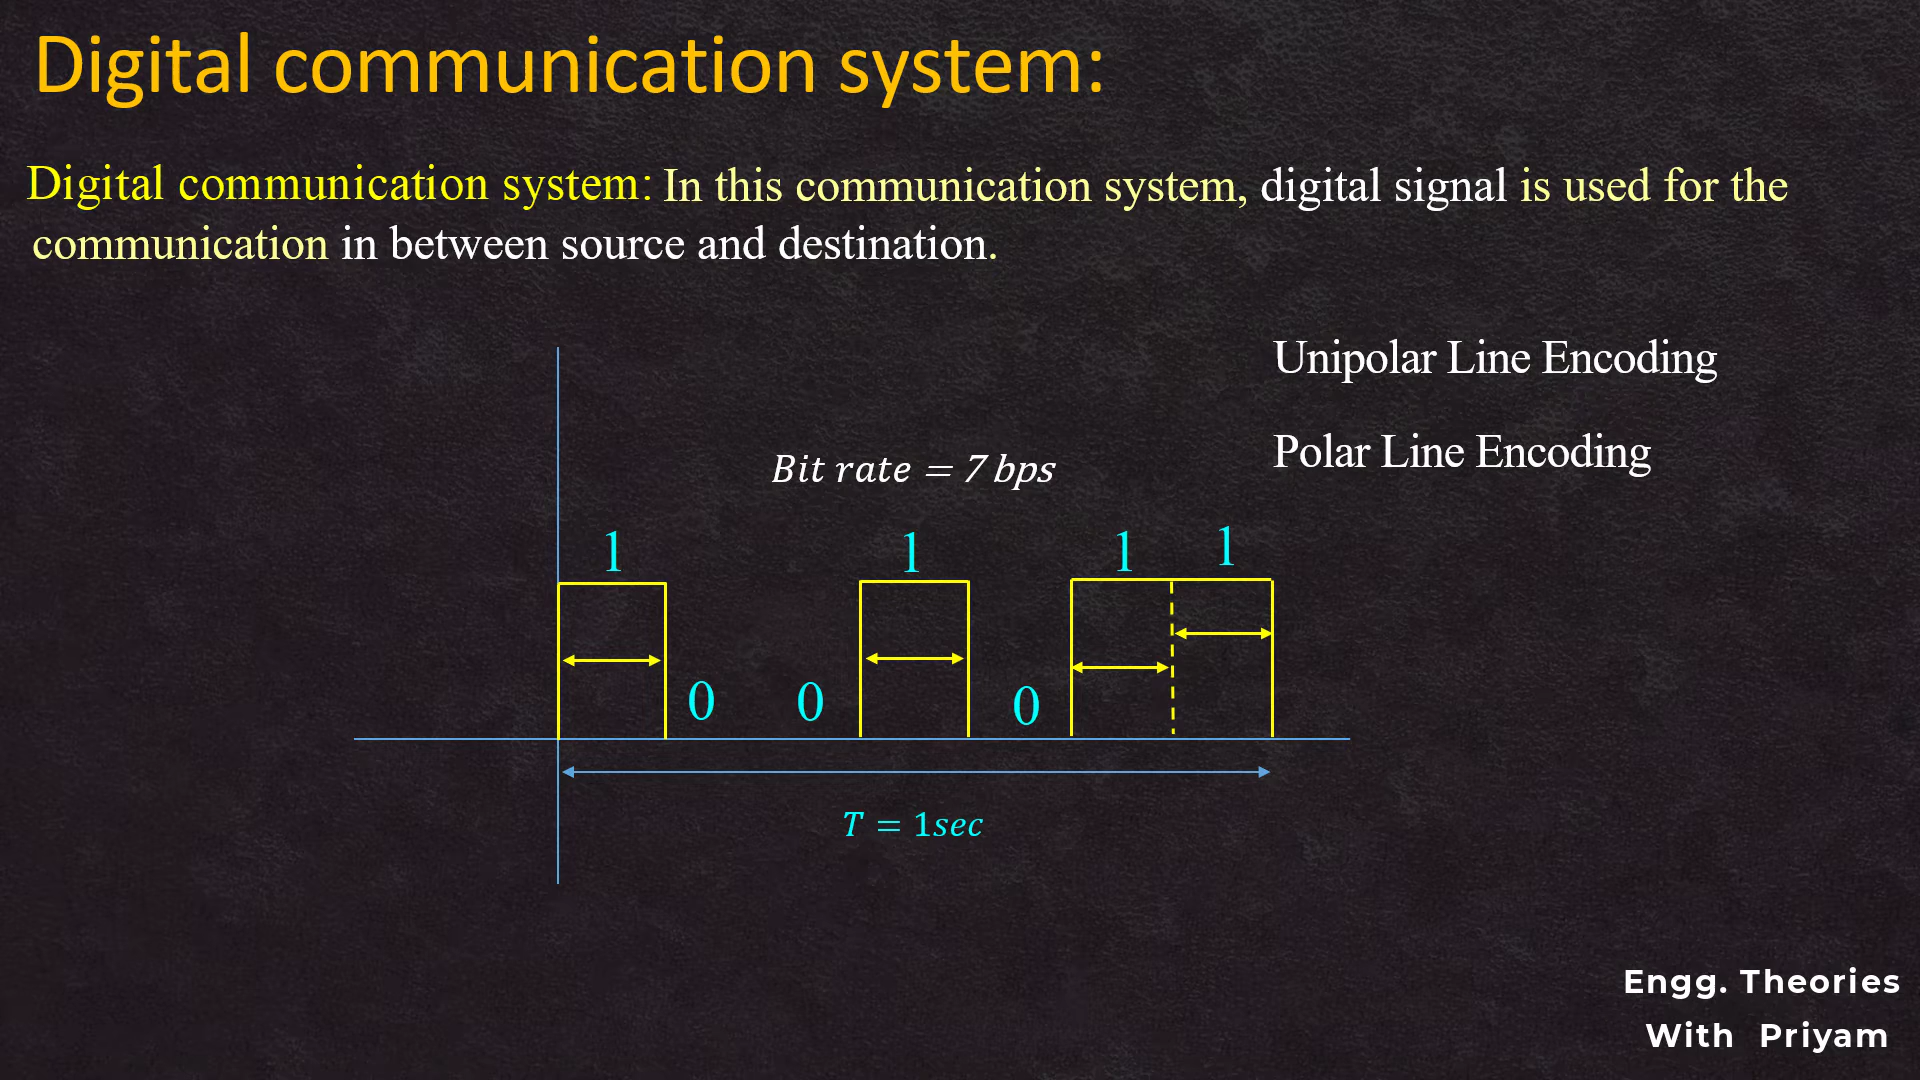 Digital communication system:
Digital communication system: In this communication system, digital signal is used for the
communication in between source and destination.
Unipolar Line Encoding
Polar Line Encoding
Bit rate = 7 bps
1 1 1 1
0 0 0
T = 1sec
Engg. Theories
With Priyam